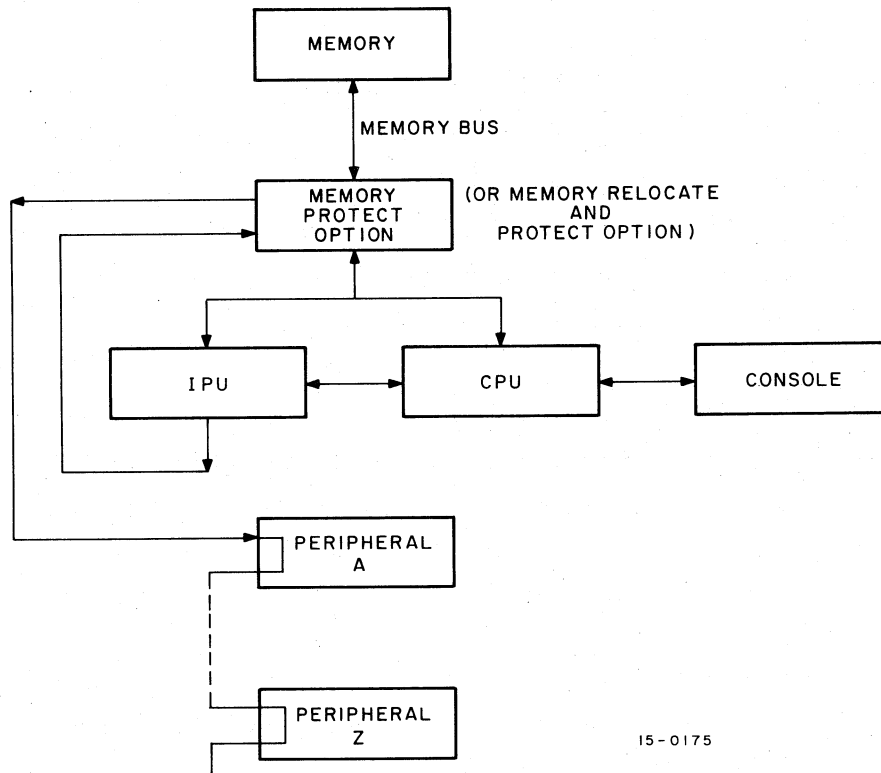 MEMORY
MEMORY BUS
MEMORY
PROTECT
OPTION
(OR MEMORY RELOCATE
AND
PROTECT OPTION)
IPU
CPU
CONSOLE
PERIPHERAL
A
PERIPHERAL
Z
15-0175